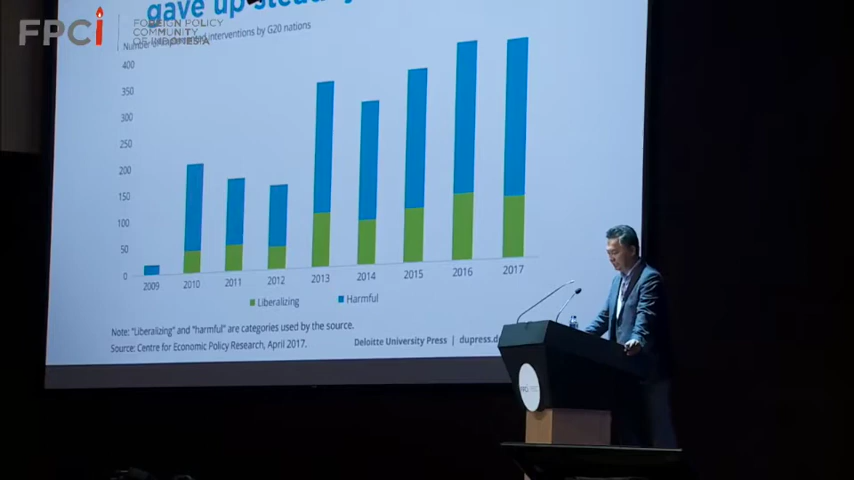 gave up
FPCi
FOREIGN POLICY
COMMUNITY
OF INDONESIA
interventions by G20 nations
400
350
300
250
200
150
100
50
0
2009 2010 2011 2012 2013 2014 2015 2016 2017
Liberalizing Harmful
Note: "Liberalizing" and "harmful" are categories used by the source.
Source: Centre for Economic Policy Research, April 2017.
Deloitte University Press | dupress.d
FPCi